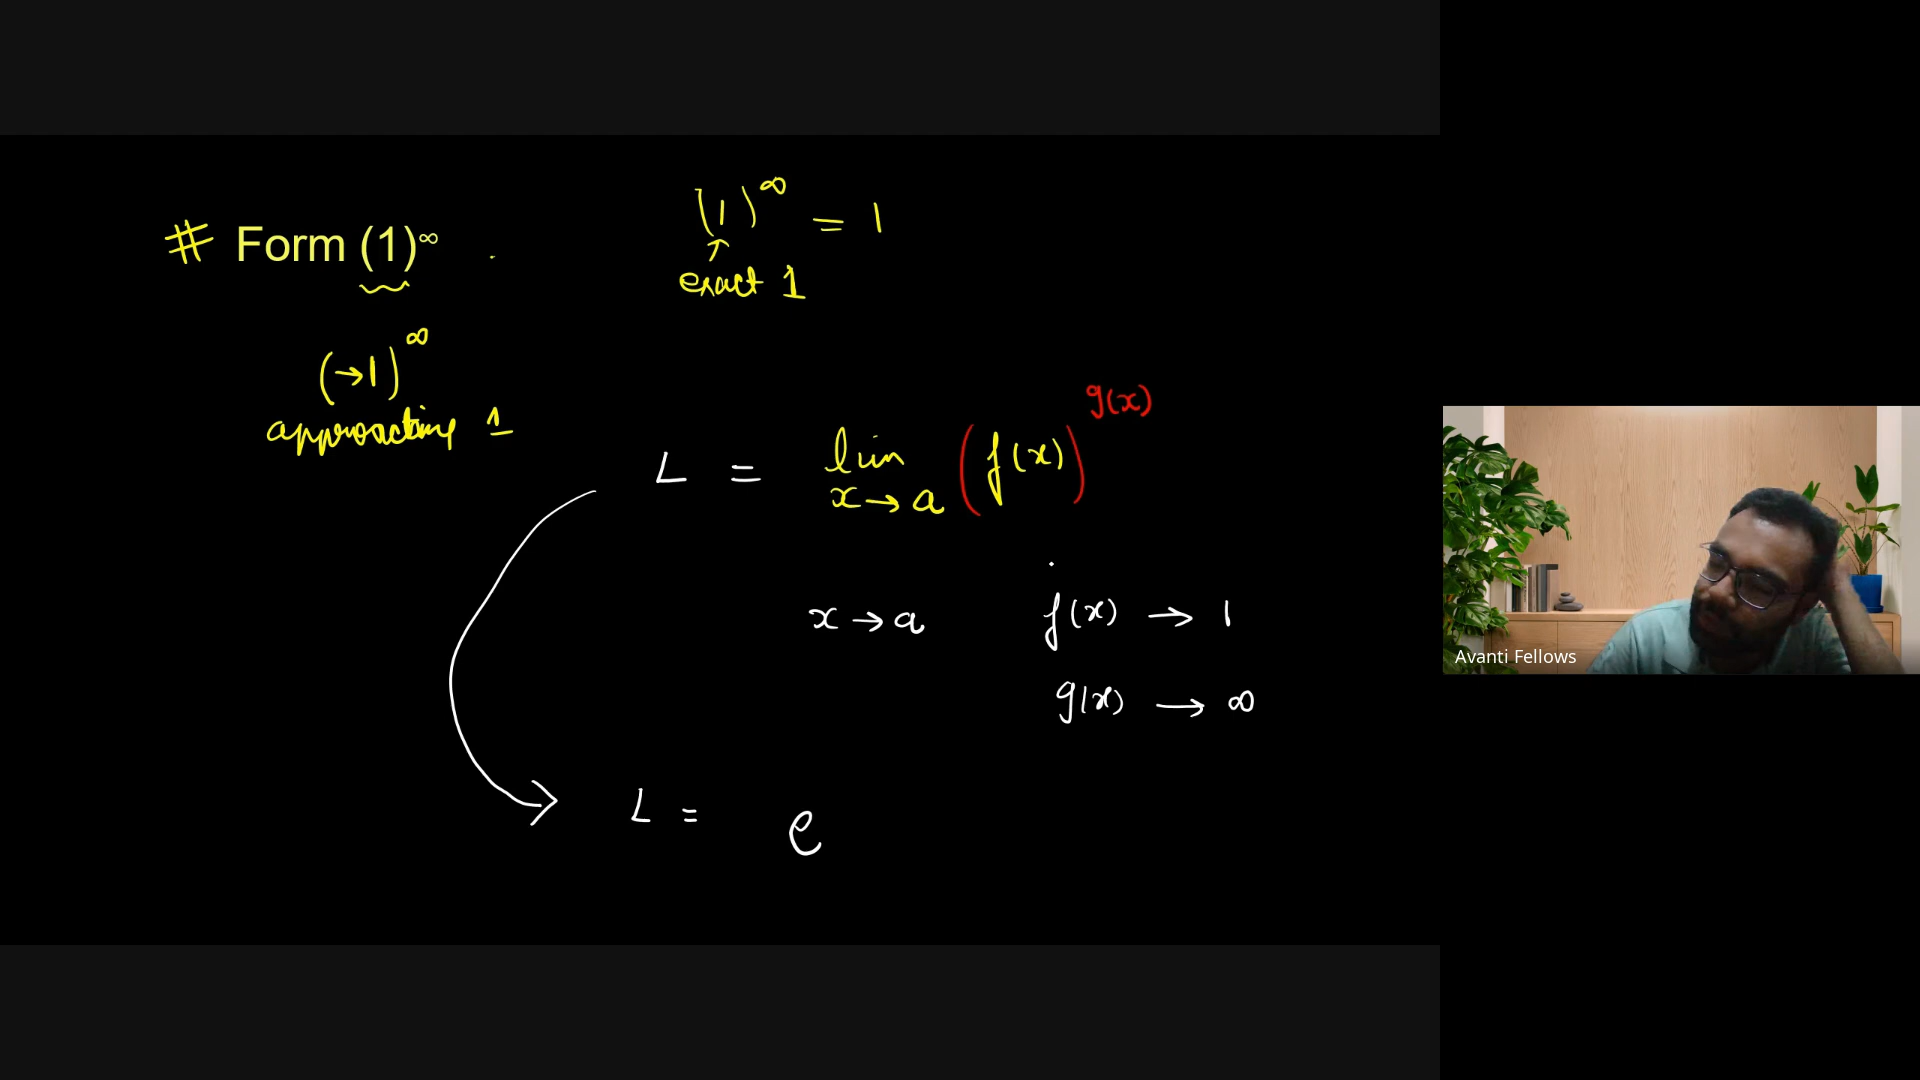 # Form (1)^∞
(1)^∞ = 1
↑
exact 1
(→1)^∞
approaching 1
L = lim x→a (f(x))^g(x)
x → a f(x) → 1
g(x) → ∞
L = e
Avanti Fellows